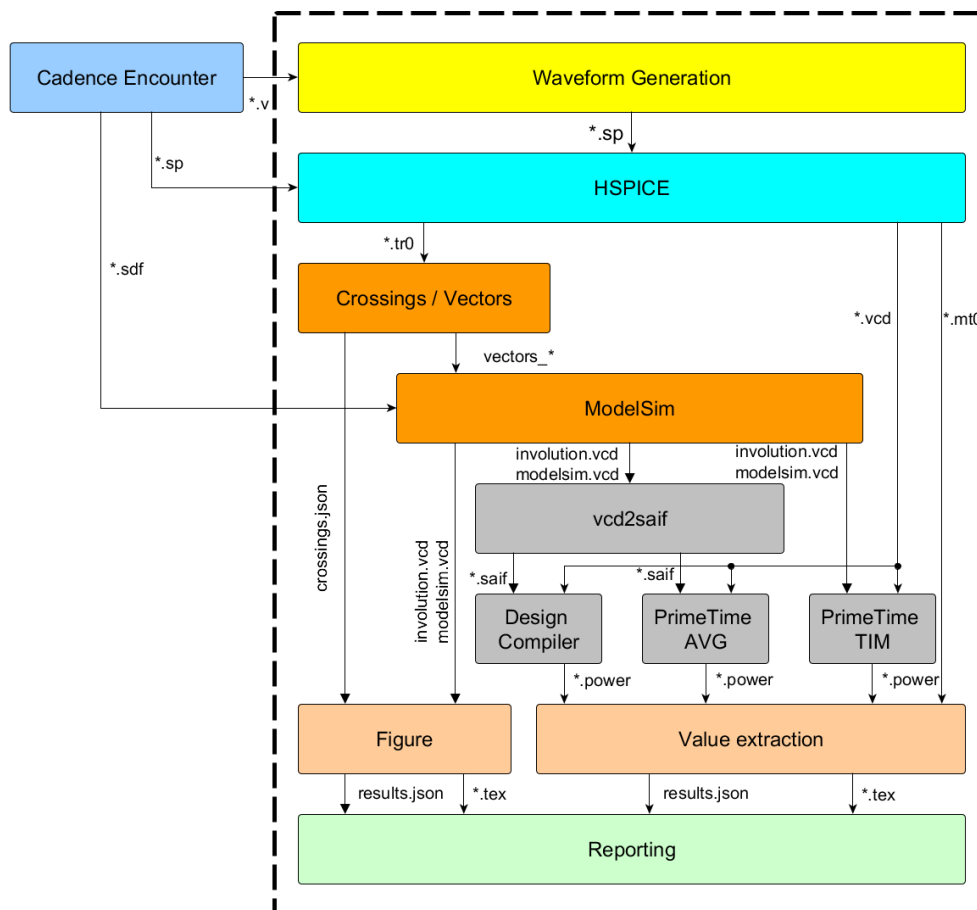 Cadence Encounter
Waveform Generation
*.v
*.sp
*.sp
HSPICE
*.tr0
*.sdf
Crossings / Vectors
*.vcd
*.mt0
vectors_*
ModelSim
involution.vcd
modelsim.vcd
involution.vcd
modelsim.vcd
crossings.json
involution.vcd
modelsim.vcd
vcd2saif
*.saif
*.saif
Design
Compiler
PrimeTime
AVG
PrimeTime
TIM
*.power
*.power
*.power
Figure
Value extraction
results.json
*.tex
results.json
*.tex
Reporting